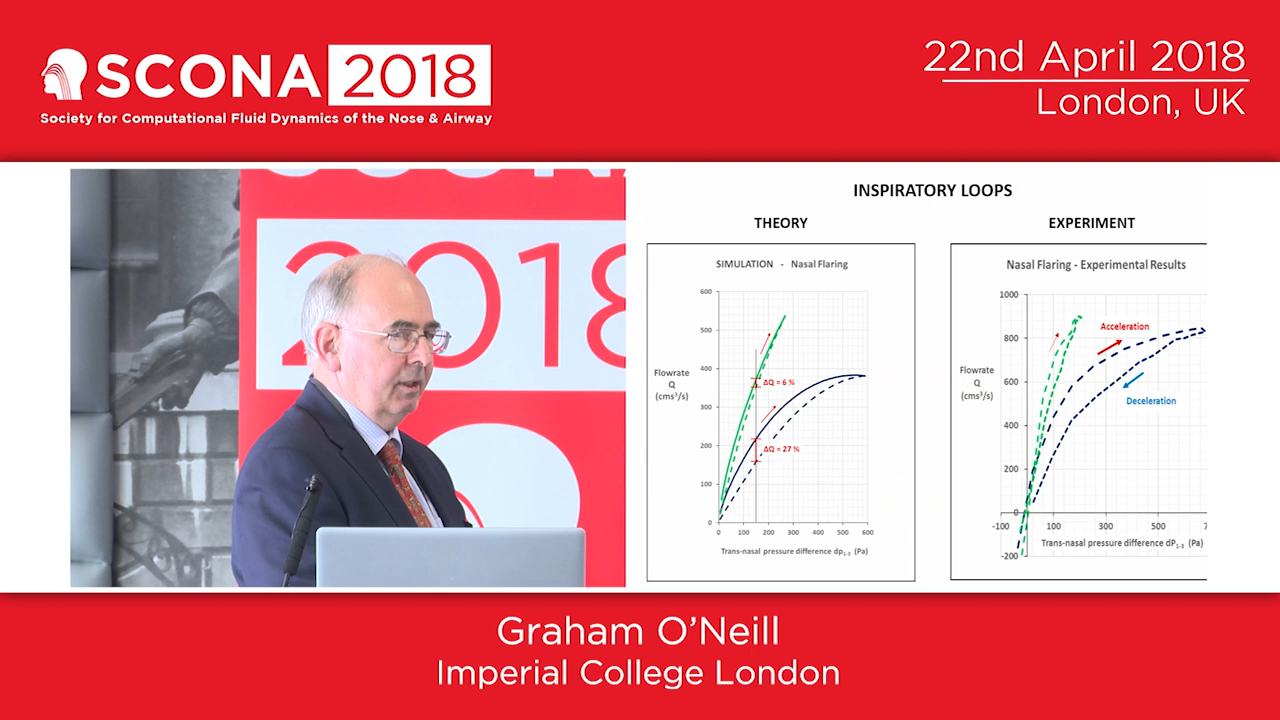 SCONA 2018
Society for Computational Fluid Dynamics of the Nose & Airway
22nd April 2018
London, UK
2018
INSPIRATORY LOOPS
THEORY
EXPERIMENT
SIMULATION - Nasal Flaring
600
500
400
300
200
100
0
Flowrate
Q
(cms³/s)
ΔQ = 6 %
ΔQ = 27 %
0 100 200 300 400 500 600
Trans-nasal pressure difference dp₁₋₃ (Pa)
Nasal Flaring - Experimental Results
1000
800
600
400
200
0
-200
Flowrate
Q
(cms³/s)
Acceleration
Deceleration
-100 100 300 500 7
Trans-nasal pressure difference dP₁₋₃ (Pa)
Graham O'Neill
Imperial College London